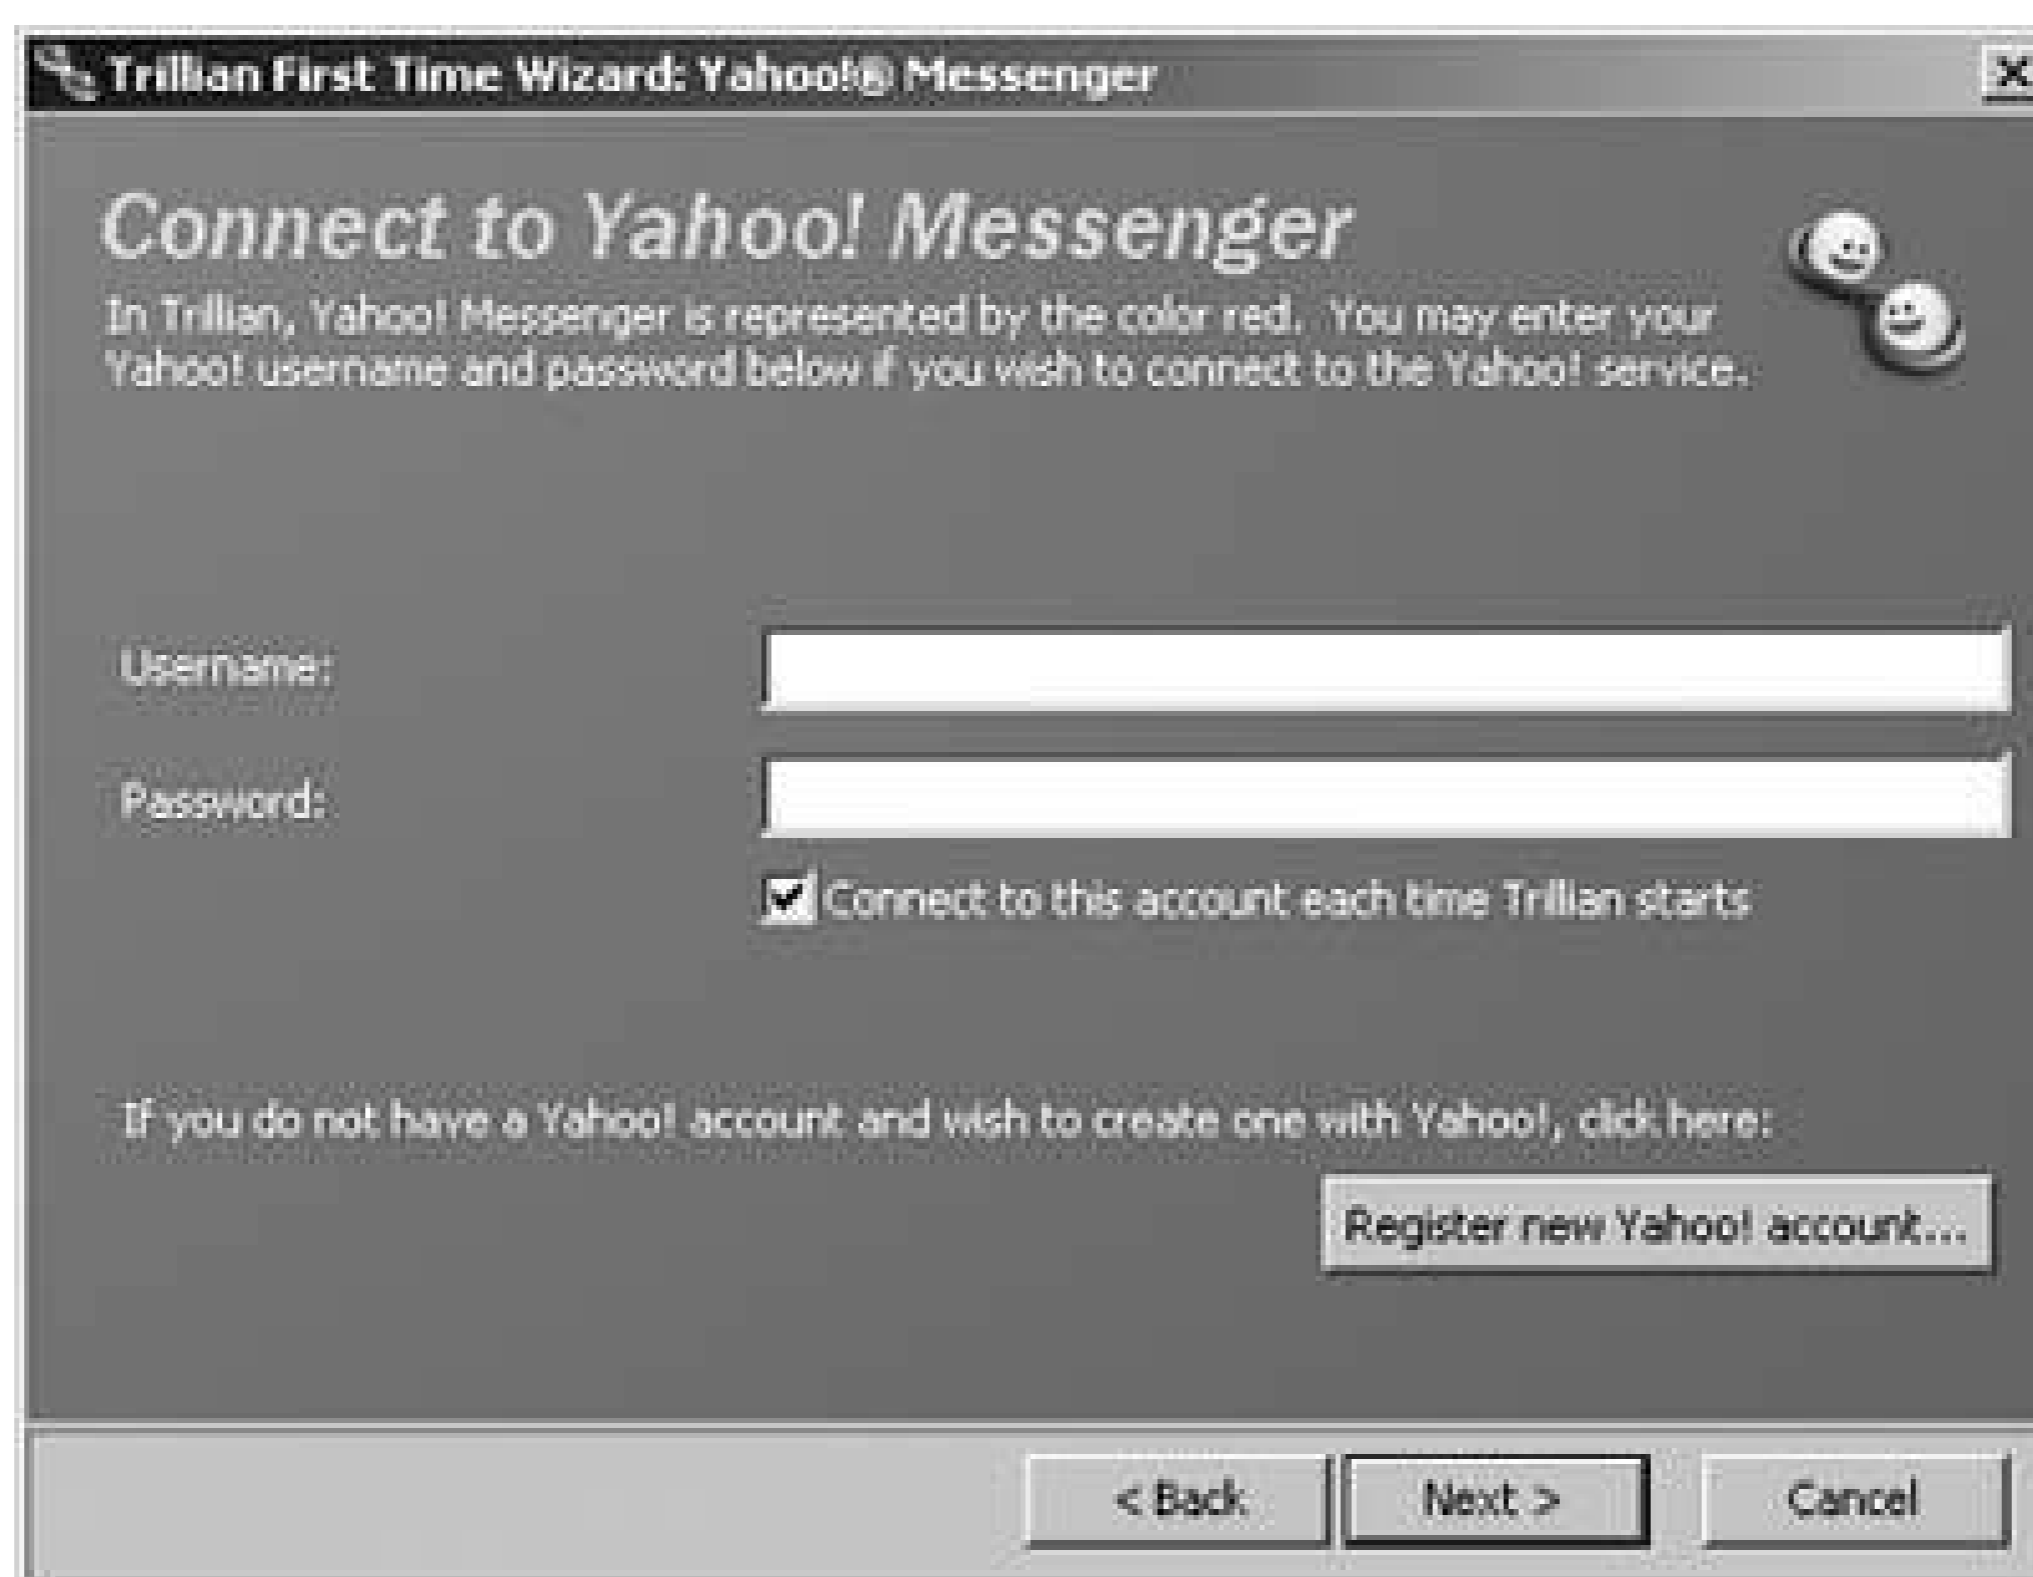 Trillian First Time Wizard: Yahoo!® Messenger
Connect to Yahoo! Messenger
In Trillian, Yahoo! Messenger is represented by the color red. You may enter your
Yahoo! username and password below if you wish to connect to the Yahoo! service.
Username:
Password:
Connect to this account each time Trillian starts
If you do not have a Yahoo! account and wish to create one with Yahoo!, click here:
Register new Yahoo! account...
< Back Next > Cancel